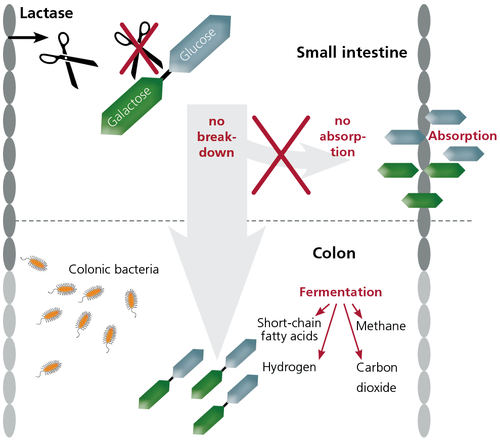 Lactase
Glucose
Galactose
Small intestine
no
break-
down
no
absorp-
tion
Absorption
Colon
Colonic bacteria
Fermentation
Short-chain
fatty acids
Methane
Hydrogen
Carbon
dioxide